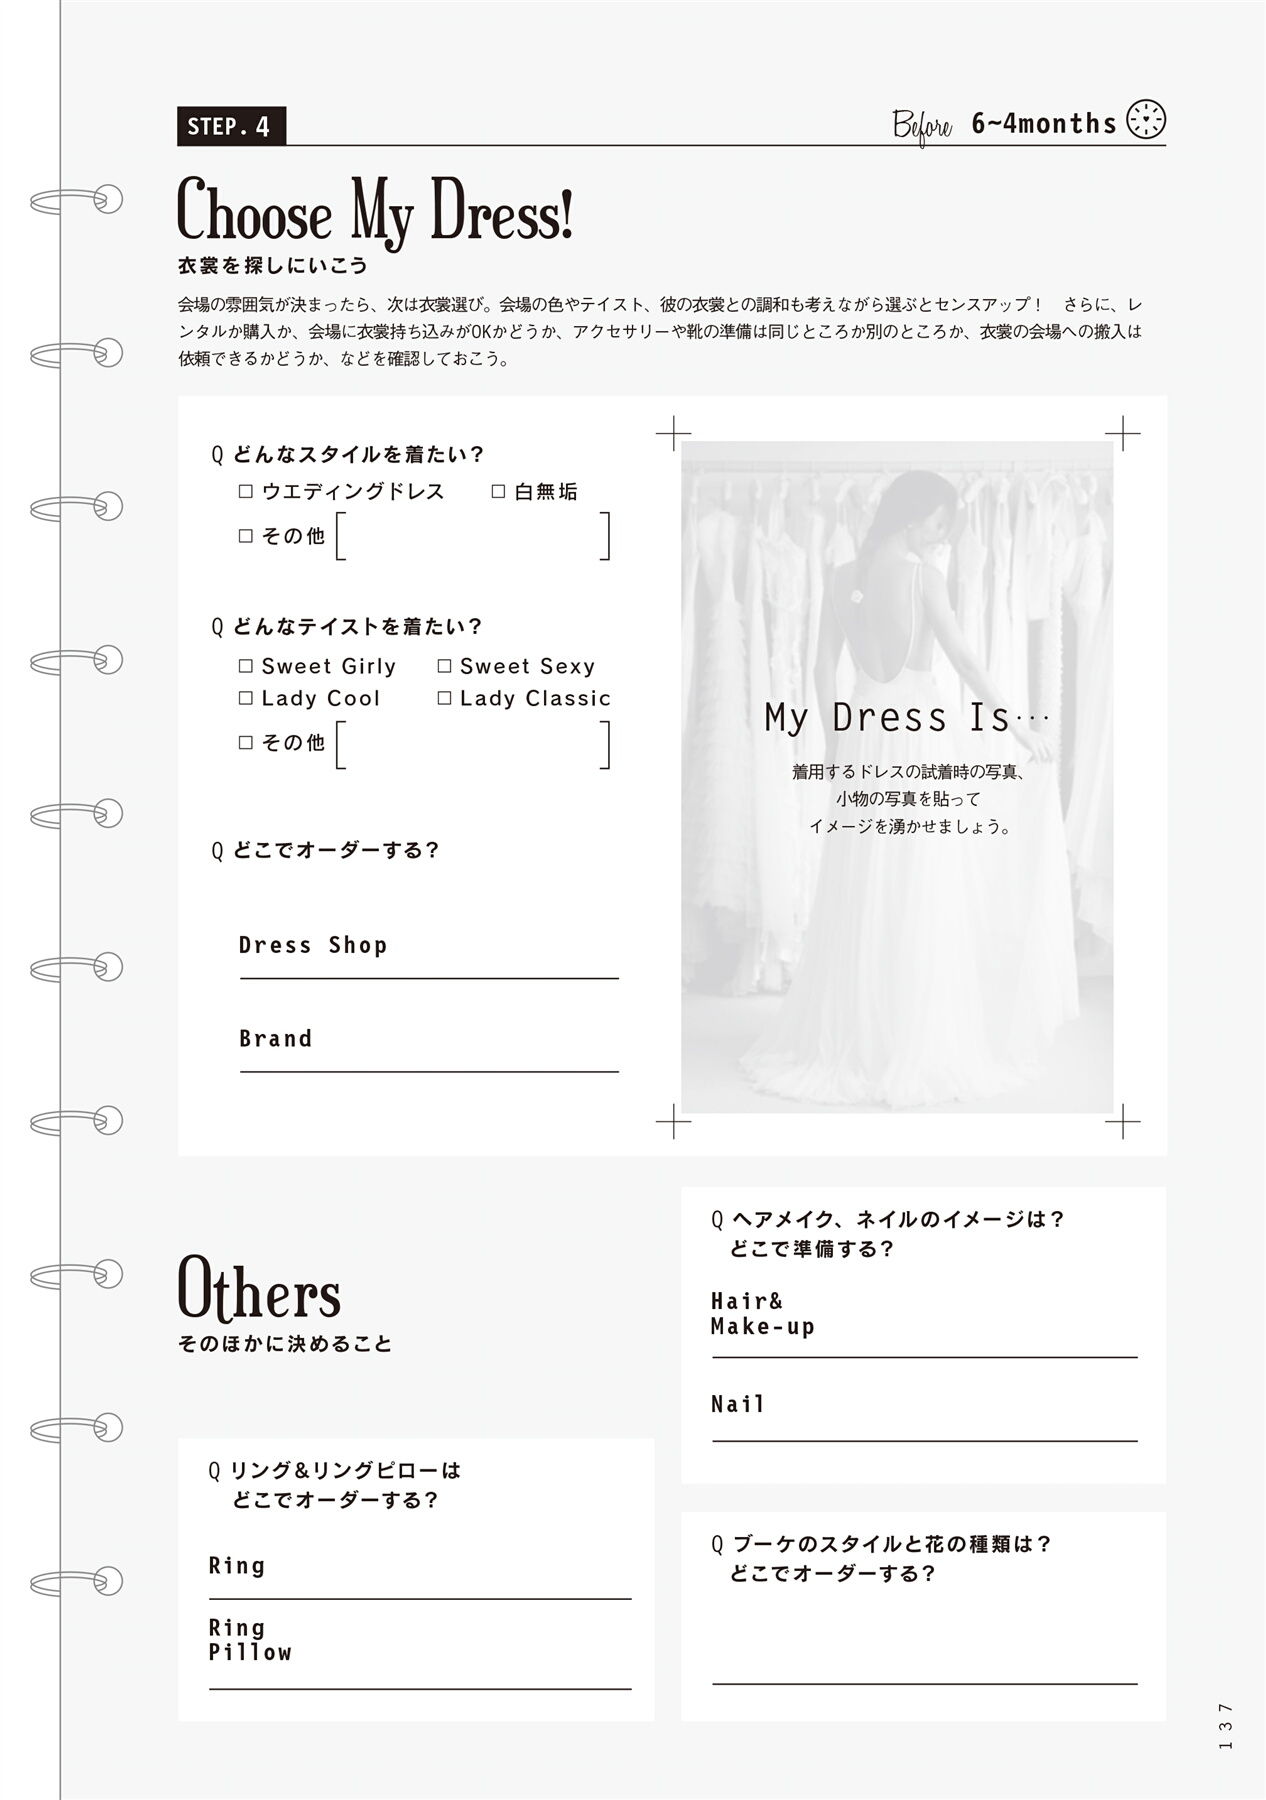 STEP. 4
Before 6~4months
Choose My Dress!
衣裳を探しにいこう
会場の雰囲気が決まったら、次は衣裳選び。会場の色やテイスト、彼の衣裳との調和も考えながら選ぶとセンスアップ！　さらに、レ
ンタルか購入か、会場に衣裳持ち込みがOKかどうか、アクセサリーや靴の準備は同じところか別のところか、衣裳の会場への搬入は
依頼できるかどうか、などを確認しておこう。
Q どんなスタイルを着たい？
□ ウエディングドレス　□ 白無垢
□ その他 [　]
Q どんなテイストを着たい？
□ Sweet Girly　□ Sweet Sexy
□ Lady Cool　□ Lady Classic
□ その他 [　]
Q どこでオーダーする？
Dress Shop
Brand
My Dress Is…
着用するドレスの試着時の写真、
小物の写真を貼って
イメージを湧かせましょう。
Others
そのほかに決めること
Q リング&リングピローは
どこでオーダーする？
Ring
Ring
Pillow
Q ヘアメイク、ネイルのイメージは？
どこで準備する？
Hair&
Make-up
Nail
Q ブーケのスタイルと花の種類は？
どこでオーダーする？
137